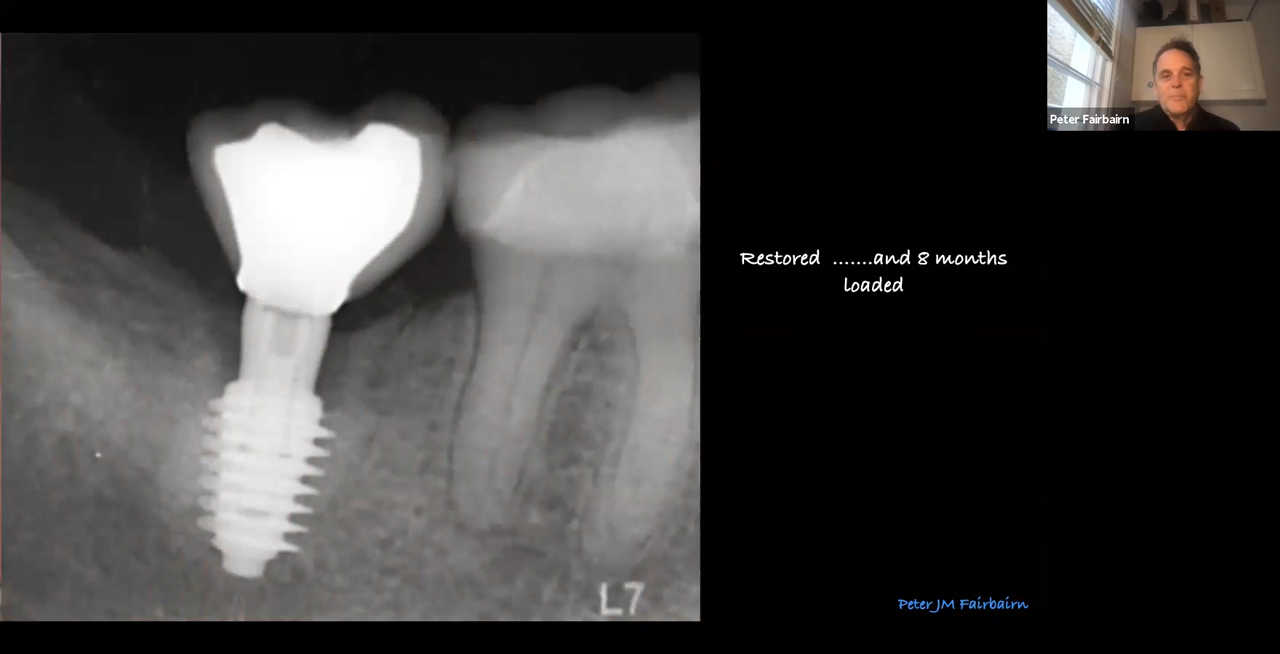 Peter Fairbairn
Restored .......and 8 months
loaded
L7
Peter JM Fairbairn